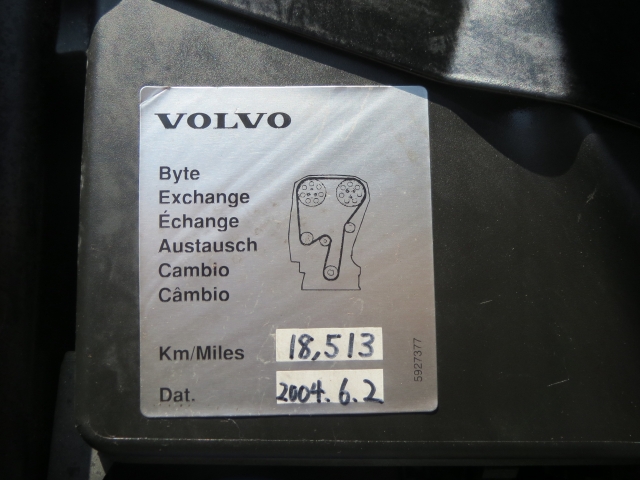 VOLVO
Byte
Exchange
Échange
Austausch
Cambio
Câmbio
Km/Miles 18,513
Dat. 2004.6.2
5927377